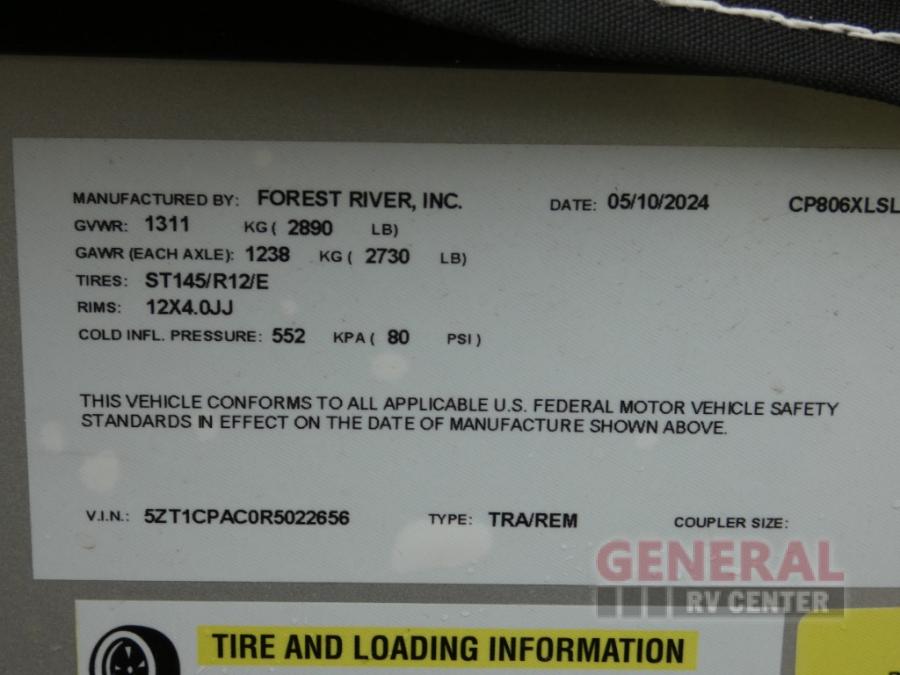 MANUFACTURED BY: FOREST RIVER, INC. DATE: 05/10/2024 CP806XLSL
GVWR: 1311 KG ( 2890 LB)
GAWR (EACH AXLE): 1238 KG ( 2730 LB)
TIRES: ST145/R12/E
RIMS: 12X4.0JJ
COLD INFL. PRESSURE: 552 KPA ( 80 PSI )
THIS VEHICLE CONFORMS TO ALL APPLICABLE U.S. FEDERAL MOTOR VEHICLE SAFETY
STANDARDS IN EFFECT ON THE DATE OF MANUFACTURE SHOWN ABOVE.
V.I.N.: 5ZT1CPAC0R5022656 TYPE: TRA/REM COUPLER SIZE:
GENERAL
RV CENTER
TIRE AND LOADING INFORMATION